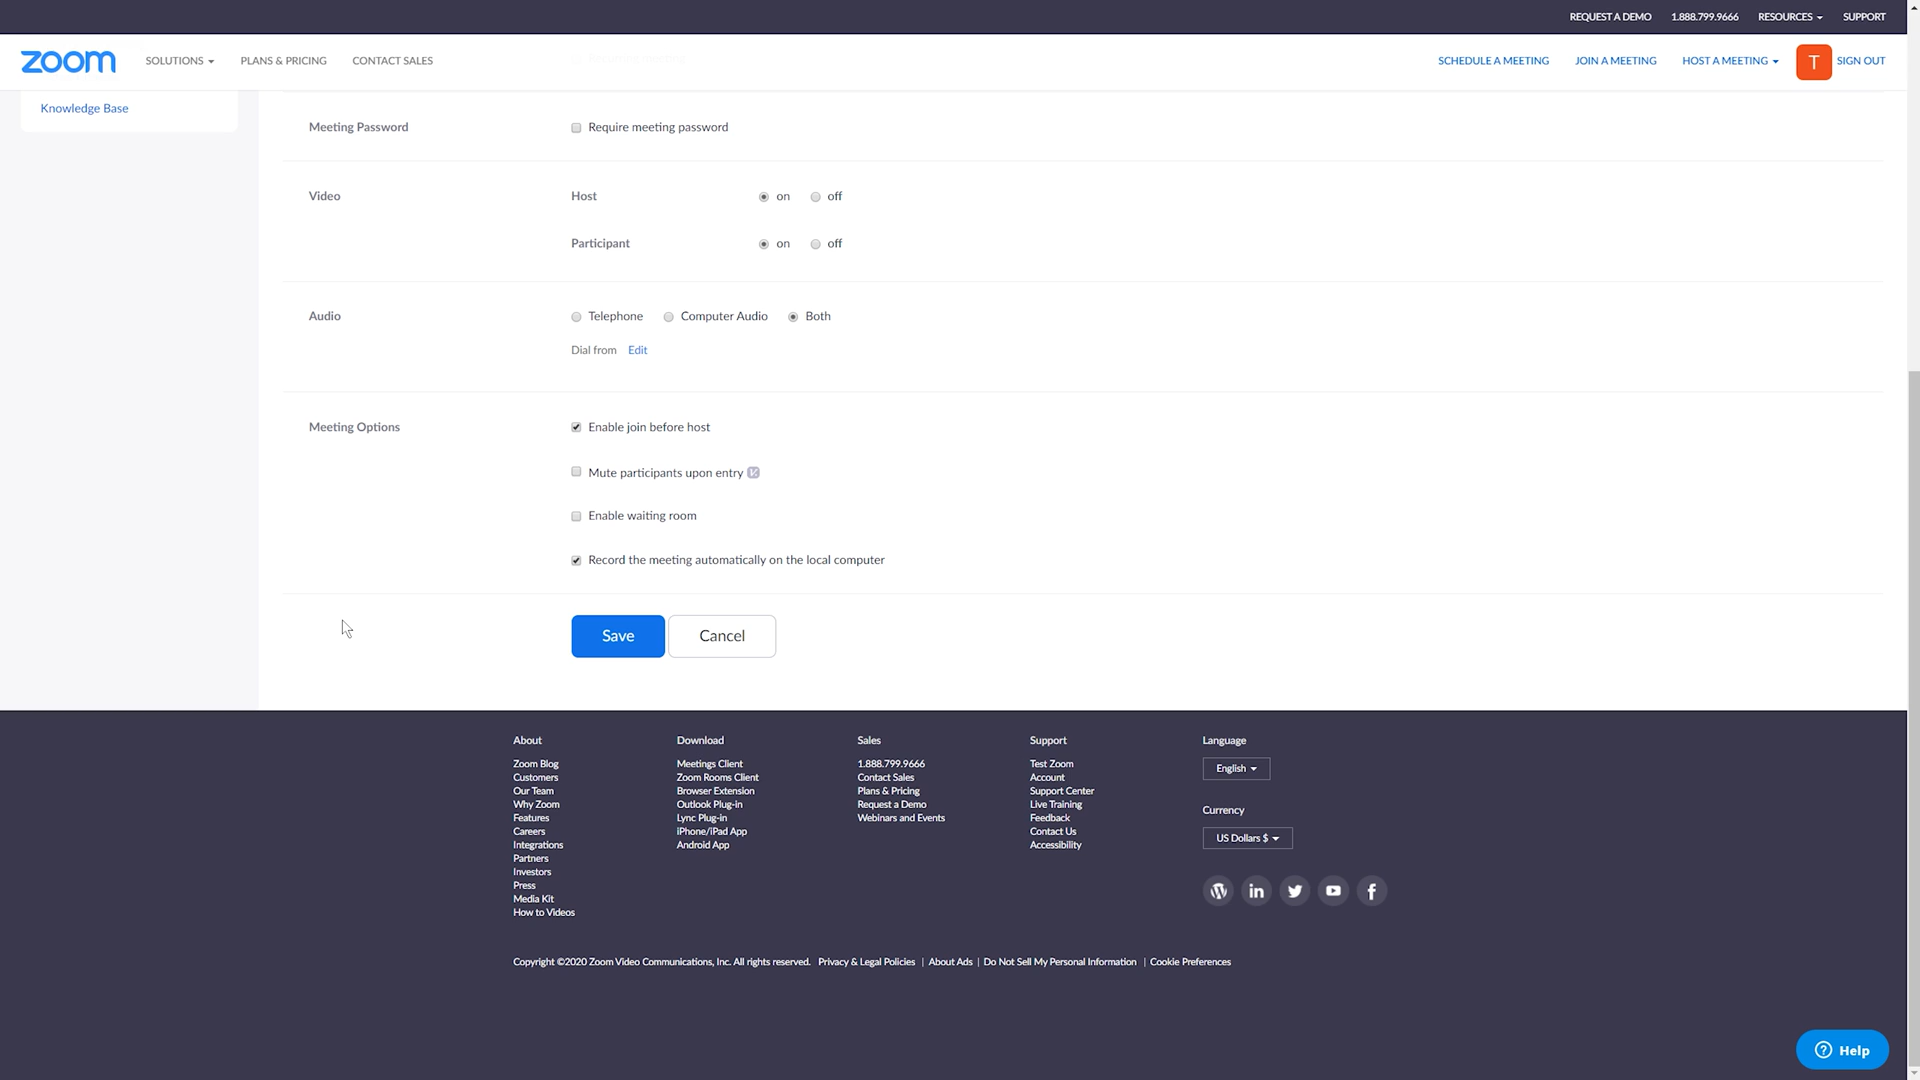 REQUEST A DEMO 1.888.799.9666 RESOURCES SUPPORT
zoom SOLUTIONS PLANS & PRICING CONTACT SALES SCHEDULE A MEETING JOIN A MEETING HOST A MEETING T SIGN OUT
Knowledge Base
Meeting Password Require meeting password
Video Host on off
Participant on off
Audio Telephone Computer Audio Both
Dial from Edit
Meeting Options Enable join before host
Mute participants upon entry
Enable waiting room
Record the meeting automatically on the local computer
Save Cancel
About
Zoom Blog
Customers
Our Team
Why Zoom
Features
Careers
Integrations
Partners
Investors
Press
Media Kit
How to Videos
Download
Meetings Client
Zoom Rooms Client
Browser Extension
Outlook Plug-in
Lync Plug-in
iPhone/iPad App
Android App
Sales
1.888.799.9666
Contact Sales
Plans & Pricing
Request a Demo
Webinars and Events
Support
Test Zoom
Account
Support Center
Live Training
Feedback
Contact Us
Accessibility
Language
English
Currency
US Dollars $
Copyright ©2020 Zoom Video Communications, Inc. All rights reserved. Privacy & Legal Policies | About Ads | Do Not Sell My Personal Information | Cookie Preferences
Help